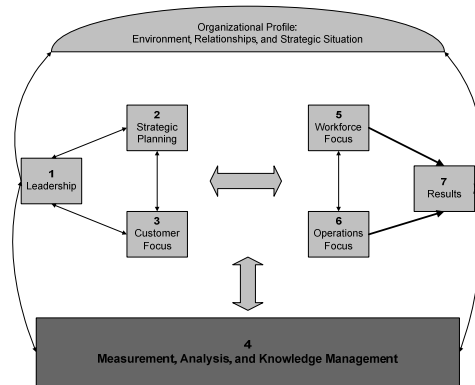 Organizational Profile:
Environment, Relationships, and Strategic Situation
2
Strategic
Planning
5
Workforce
Focus
1
Leadership
7
Results
3
Customer
Focus
6
Operations
Focus
4
Measurement, Analysis, and Knowledge Management